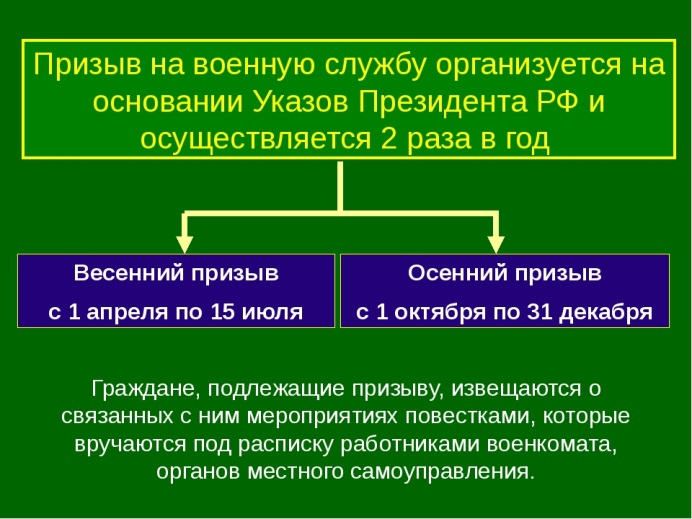 Призыв на военную службу организуется на
основании Указов Президента РФ и
осуществляется 2 раза в год
Весенний призыв
с 1 апреля по 15 июля
Осенний призыв
с 1 октября по 31 декабря
Граждане, подлежащие призыву, извещаются о
связанных с ним мероприятиях повестками, которые
вручаются под расписку работниками военкомата,
органов местного самоуправления.